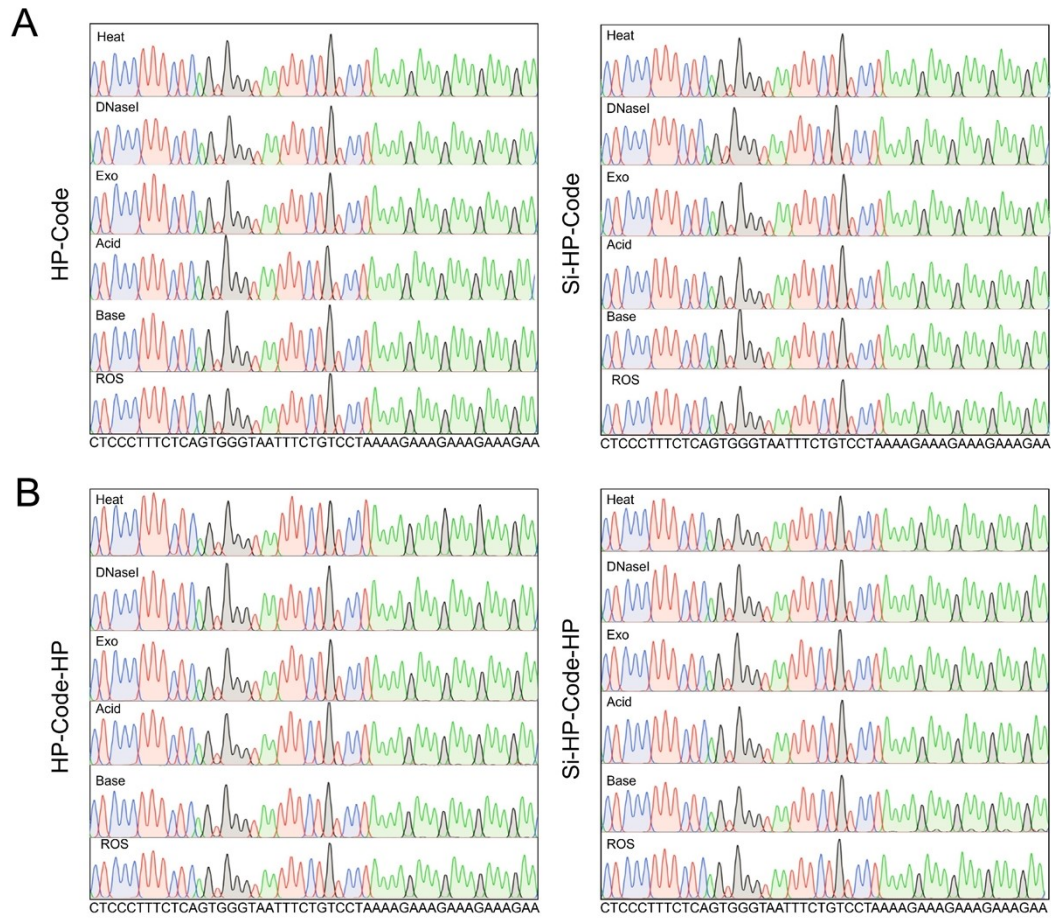 A
HP-Code
Heat
DNaseI
Exo
Acid
Base
ROS
CTCCCTTTCTCAGTGGGTAATTTCTGTCCTAAAAGAAAGAAAGAAAGAA
Si-HP-Code
Heat
DNaseI
Exo
Acid
Base
ROS
CTCCCTTTCTCAGTGGGTAATTTCTGTCCTAAAAGAAAGAAAGAAAGAA
B
HP-Code-HP
Heat
DNaseI
Exo
Acid
Base
ROS
CTCCCTTTCTCAGTGGGTAATTTCTGTCCTAAAAGAAAGAAAGAAAGAA
Si-HP-Code-HP
Heat
DNaseI
Exo
Acid
Base
ROS
CTCCCTTTCTCAGTGGGTAATTTCTGTCCTAAAAGAAAGAAAGAAAGAA